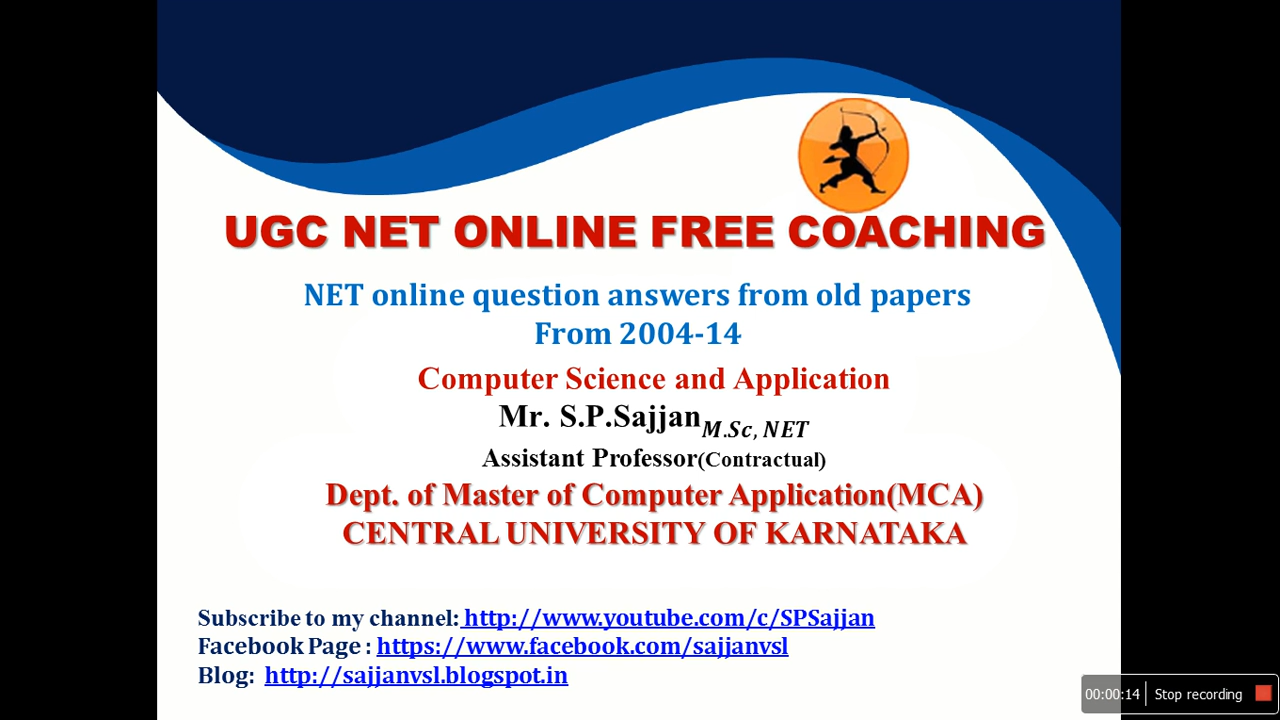 UGC NET ONLINE FREE COACHING
NET online question answers from old papers
From 2004-14
Computer Science and Application
Mr. S.P.Sajjan M.Sc, NET
Assistant Professor(Contractual)
Dept. of Master of Computer Application(MCA)
CENTRAL UNIVERSITY OF KARNATAKA
Subscribe to my channel: http://www.youtube.com/c/SPSajjan
Facebook Page : https://www.facebook.com/sajjanvsl
Blog: http://sajjanvsl.blogspot.in
00:00:14 Stop recording